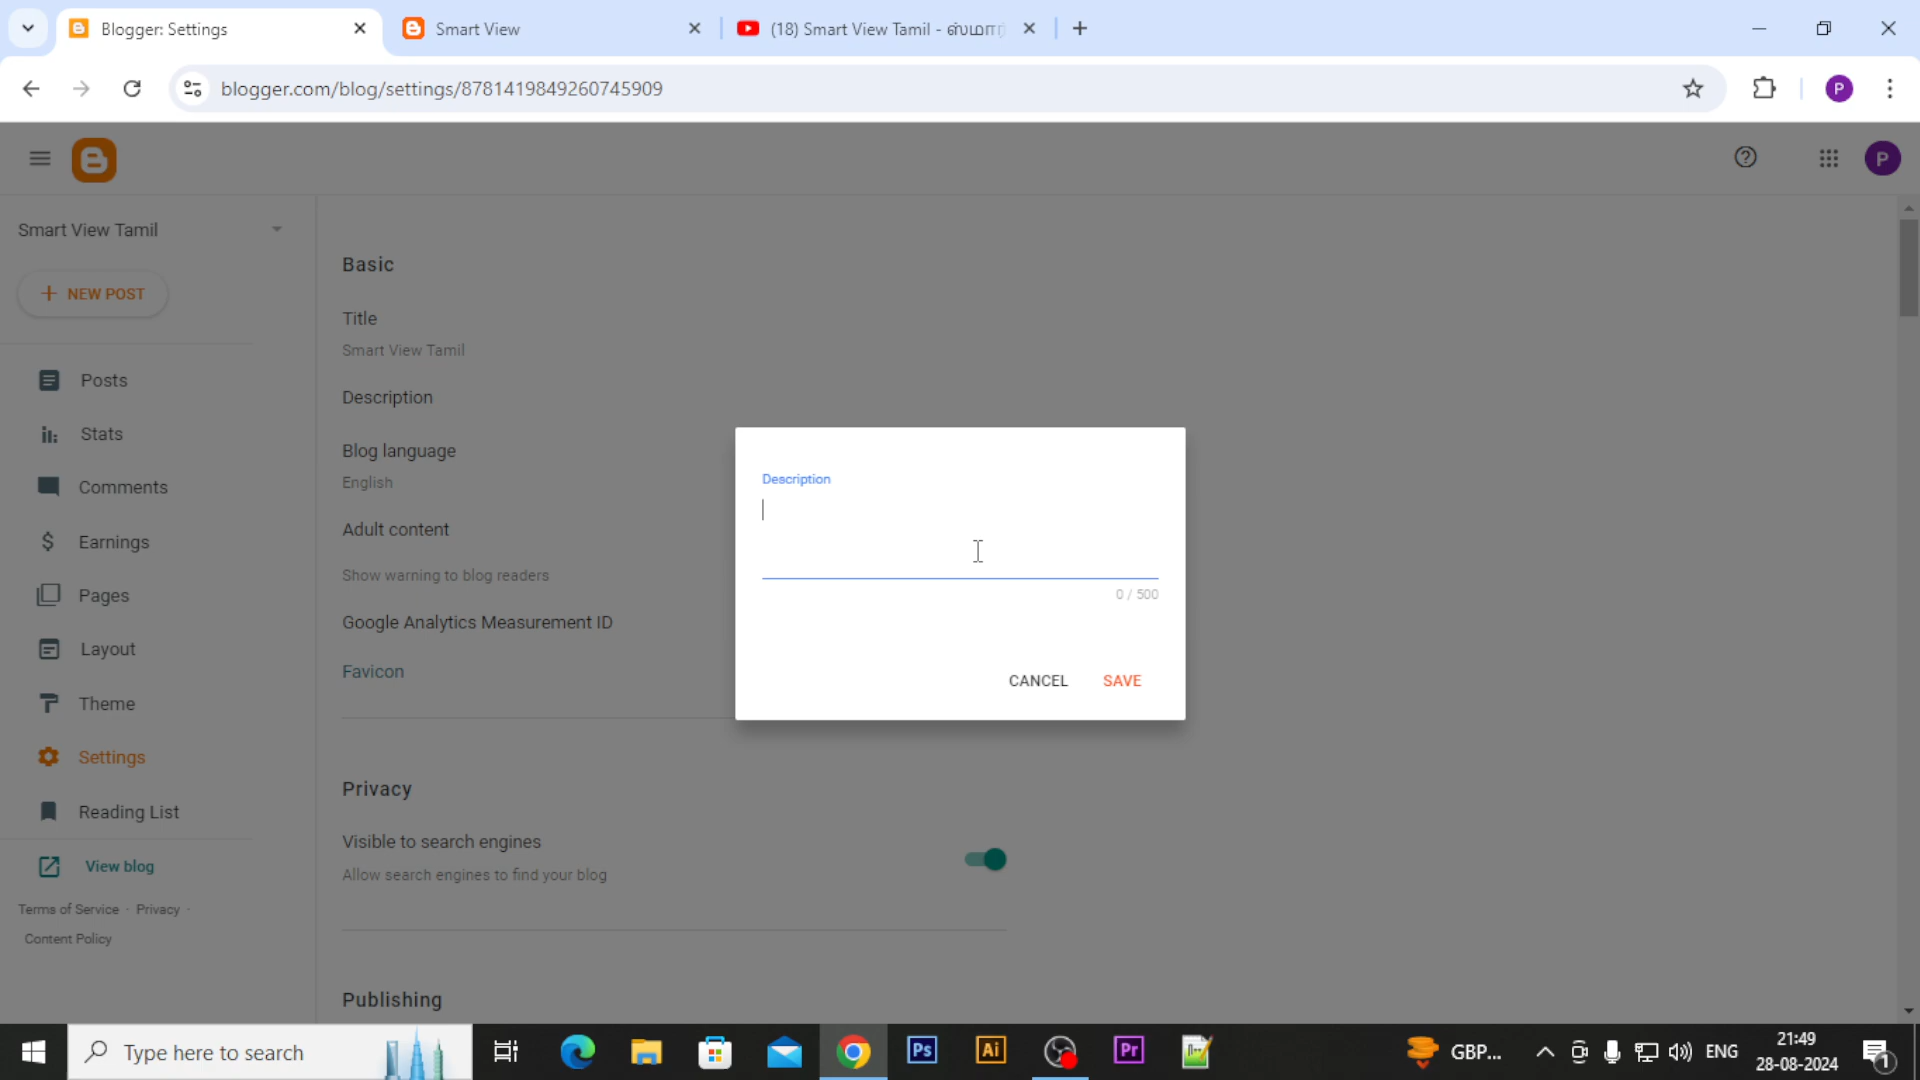 Blogger: Settings
Smart View
(18) Smart View Tamil - ஸ்மார்
blogger.com/blog/settings/8781419849260745909
P
P
Smart View Tamil
NEW POST
Posts
Stats
Comments
Earnings
Pages
Layout
Theme
Settings
Reading List
View blog
Terms of Service · Privacy ·
Content Policy
Basic
Title
Smart View Tamil
Description
Blog language
English
Adult content
Show warning to blog readers
Google Analytics Measurement ID
Favicon
Privacy
Visible to search engines
Allow search engines to find your blog
Publishing
Description
0 / 500
CANCEL
SAVE
Type here to search
Ps
Ai
Pr
GBP...
ENG
21:49
28-08-2024
1